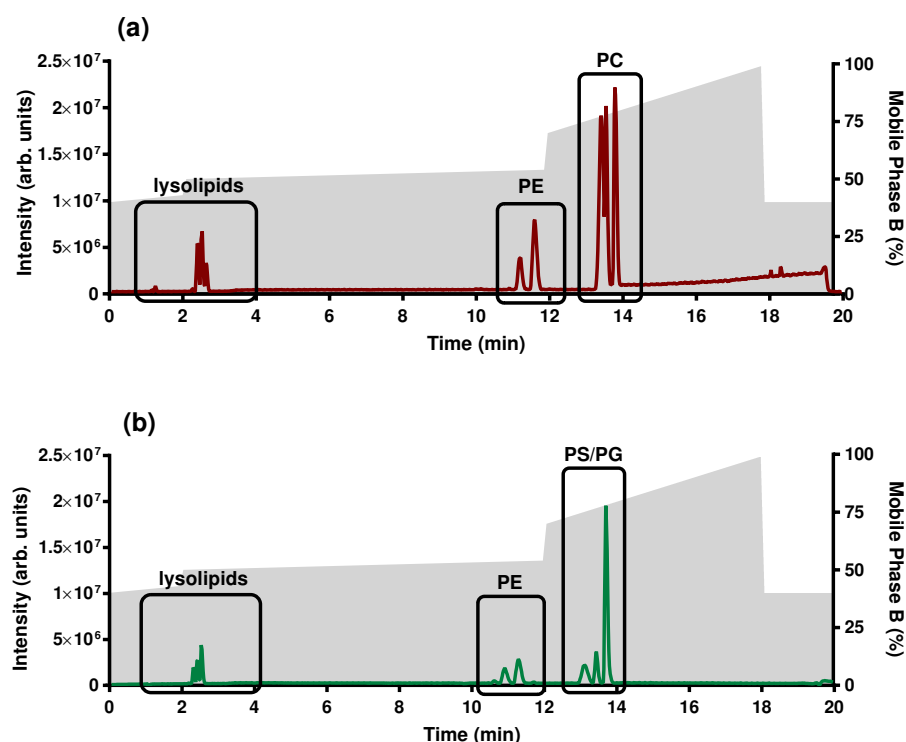 (a)
PC
2.5×10⁷
100
2×10⁷
75
1.5×10⁷
lysolipids
PE
50
1×10⁷
25
5×10⁶
0
0
Intensity (arb. units)
Mobile Phase B (%)
0 2 4 6 8 10 12 14 16 18 20
Time (min)
(b)
PS/PG
2.5×10⁷
100
2×10⁷
75
1.5×10⁷
lysolipids
PE
50
1×10⁷
25
5×10⁶
0
0
Intensity (arb. units)
Mobile Phase B (%)
0 2 4 6 8 10 12 14 16 18 20
Time (min)